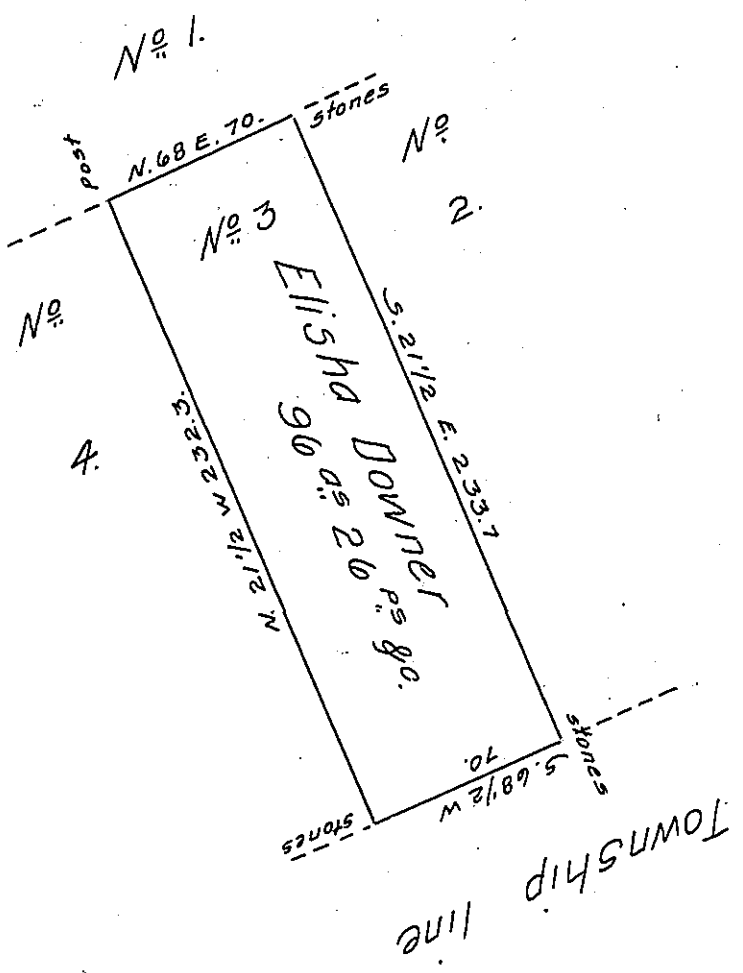 Nº 1.
post
N. 68 E. 70.
stones
Nº
2.
Nº 3
Elisha Downer
96 as 26 ps &c.
S. 21 1/2 E. 233.7
Nº
4.
N. 21 1/2 W 232.3.
stones
S. 68 1/2 W
70.
stones
Township line